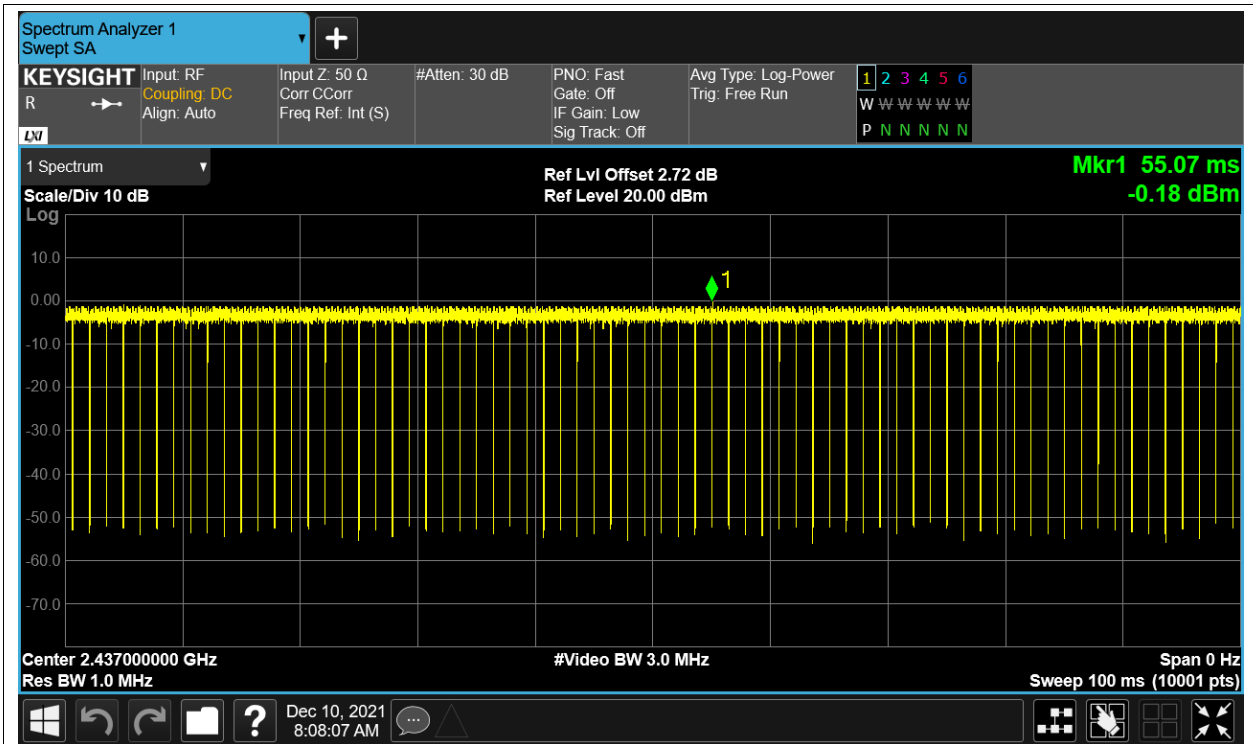 Spectrum Analyzer 1
Swept SA
KEYSIGHT
R
LXI
Input: RF
Coupling: DC
Align: Auto
Input Z: 50 Ω
Corr CCorr
Freq Ref: Int (S)
#Atten: 30 dB
PNO: Fast
Gate: Off
IF Gain: Low
Sig Track: Off
Avg Type: Log-Power
Trig: Free Run
1 2 3 4 5 6
W W W W W W
P N N N N N
1 Spectrum
Scale/Div 10 dB
Ref Lvl Offset 2.72 dB
Ref Level 20.00 dBm
Mkr1 55.07 ms
-0.18 dBm
Log
10.0
0.00
-10.0
-20.0
-30.0
-40.0
-50.0
-60.0
-70.0
1
Center 2.437000000 GHz
Res BW 1.0 MHz
#Video BW 3.0 MHz
Span 0 Hz
Sweep 100 ms (10001 pts)
?
Dec 10, 2021
8:08:07 AM